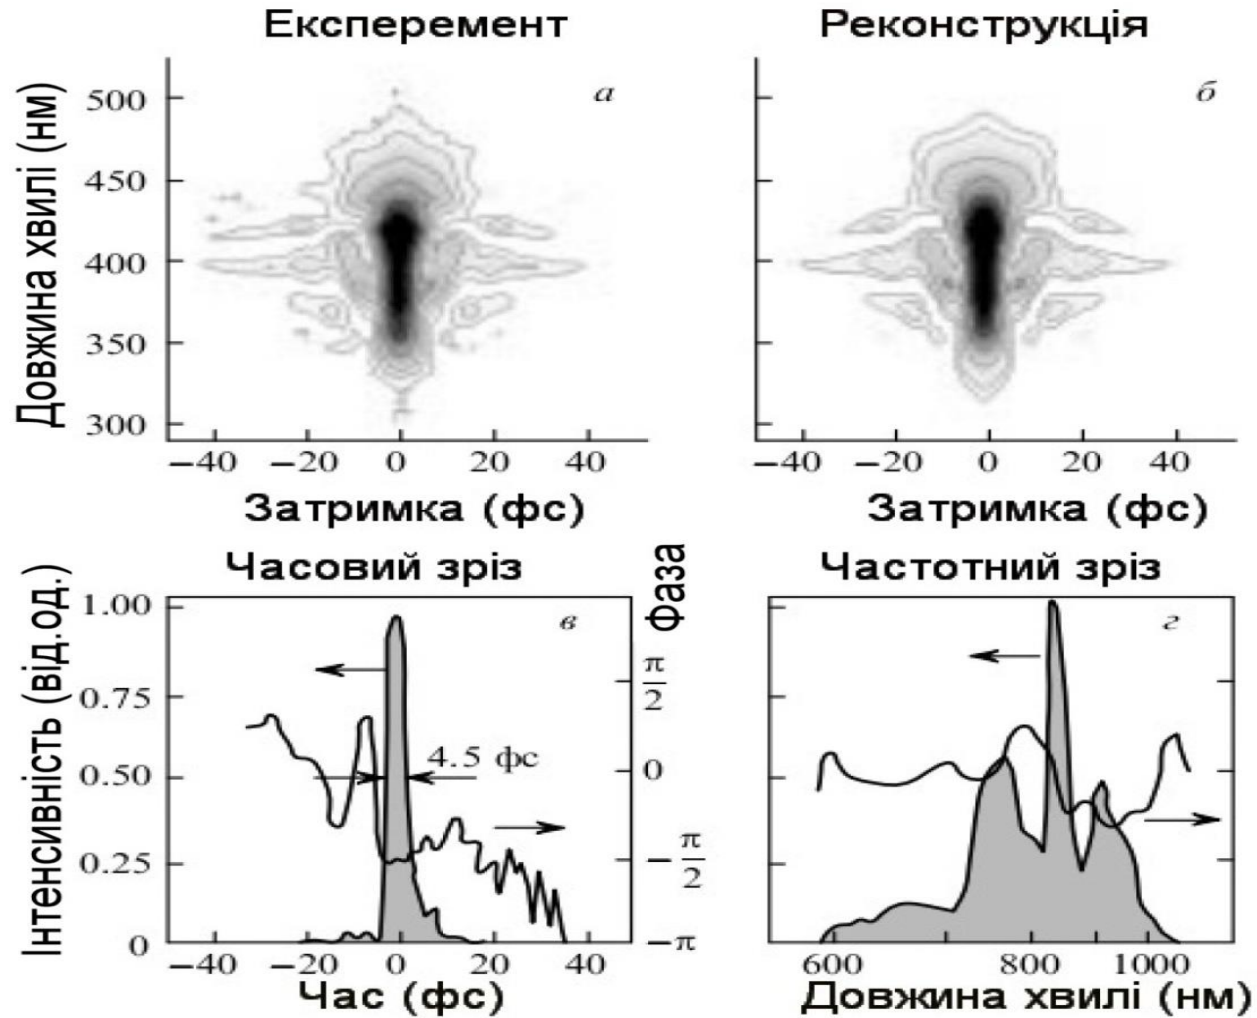 Експеремент
Реконструкція
Довжина хвилі (нм)
500
450
400
350
300
а
б
−40 −20 0 20 40
−40 −20 0 20 40
Затримка (фс)
Затримка (фс)
Часовий зріз
Частотний зріз
Інтенсивність (від.од.)
1.00
0.75
0.50
0.25
0
в
4.5 фс
Фаза
π/2
0
−π/2
−π
г
−40 −20 0 20 40
600 800 1000
Час (фс)
Довжина хвилі (нм)